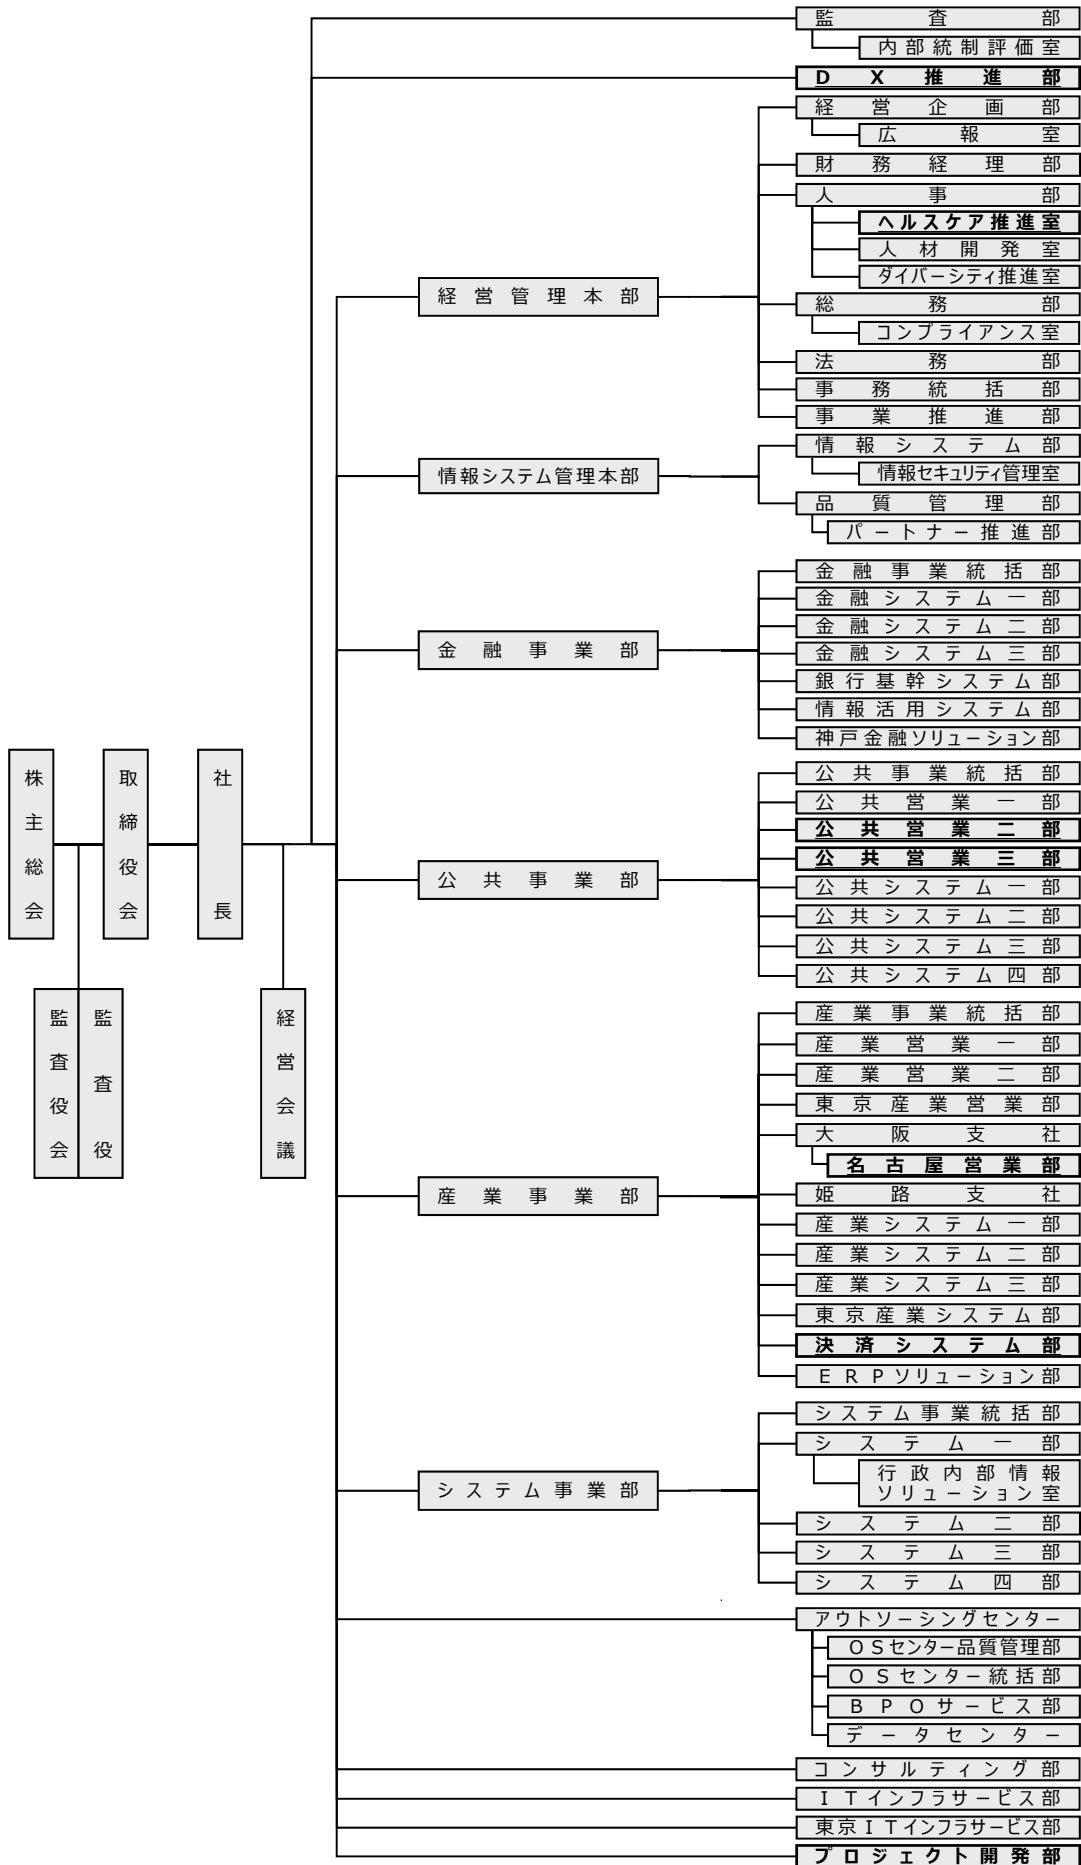 株主総会
取締役会
社長
監査役会
監査役
経営会議
監査部
内部統制評価室
DX推進部
経営管理本部
経営企画部
広報室
財務経理部
人事部
ヘルスケア推進室
人材開発室
ダイバーシティ推進室
総務部
コンプライアンス室
法務部
事務統括部
事業推進部
情報システム管理本部
情報システム部
情報セキュリティ管理室
品質管理部
パートナー推進部
金融事業部
金融事業統括部
金融システム一部
金融システム二部
金融システム三部
銀行基幹システム部
情報活用システム部
神戸金融ソリューション部
公共事業部
公共事業統括部
公共営業一部
公共営業二部
公共営業三部
公共システム一部
公共システム二部
公共システム三部
公共システム四部
産業事業部
産業事業統括部
産業営業一部
産業営業二部
東京産業営業部
大阪支社
名古屋営業部
姫路支社
産業システム一部
産業システム二部
産業システム三部
東京産業システム部
決済システム部
ERPソリューション部
システム事業部
システム事業統括部
システム一部
行政内部情報
ソリューション室
システム二部
システム三部
システム四部
アウトソーシングセンター
OSセンター品質管理部
OSセンター統括部
BPOサービス部
データセンター
コンサルティング部
ITインフラサービス部
東京ITインフラサービス部
プロジェクト開発部